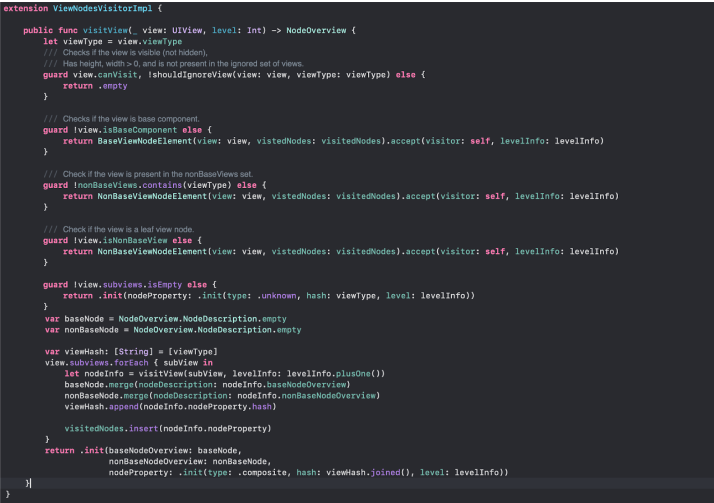 extension ViewNodesVisitorImpl {
public func visitView(_ view: UIView, level: Int) -> NodeOverview {
let viewType = view.viewType
/// Checks if the view is visible (not hidden),
/// Has height, width > 0, and is not present in the ignored set of views.
guard view.canVisit, !shouldIgnoreView(view: view, viewType: viewType) else {
return .empty
}
/// Checks if the view is base component.
guard !view.isBaseComponent else {
return BaseViewNodeElement(view: view, vistedNodes: visitedNodes).accept(visitor: self, levelInfo: levelInfo)
}
/// Check if the view is present in the nonBaseViews set.
guard !nonBaseViews.contains(viewType) else {
return NonBaseViewNodeElement(view: view, vistedNodes: visitedNodes).accept(visitor: self, levelInfo: levelInfo)
}
/// Check if the view is a leaf view node.
guard !view.isNonBaseView else {
return NonBaseViewNodeElement(view: view, vistedNodes: visitedNodes).accept(visitor: self, levelInfo: levelInfo)
}
guard !view.subviews.isEmpty else {
return .init(nodeProperty: .init(type: .unknown, hash: viewType, level: levelInfo))
}
var baseNode = NodeOverview.NodeDescription.empty
var nonBaseNode = NodeOverview.NodeDescription.empty
var viewHash: [String] = [viewType]
view.subviews.forEach { subView in
let nodeInfo = visitView(subView, levelInfo: levelInfo.plusOne())
baseNode.merge(nodeDescription: nodeInfo.baseNodeOverview)
nonBaseNode.merge(nodeDescription: nodeInfo.nonBaseNodeOverview)
viewHash.append(nodeInfo.nodeProperty.hash)
visitedNodes.insert(nodeInfo.nodeProperty)
}
return .init(baseNodeOverview: baseNode,
nonBaseNodeOverview: nonBaseNode,
nodeProperty: .init(type: .composite, hash: viewHash.joined(), level: levelInfo))
}
}